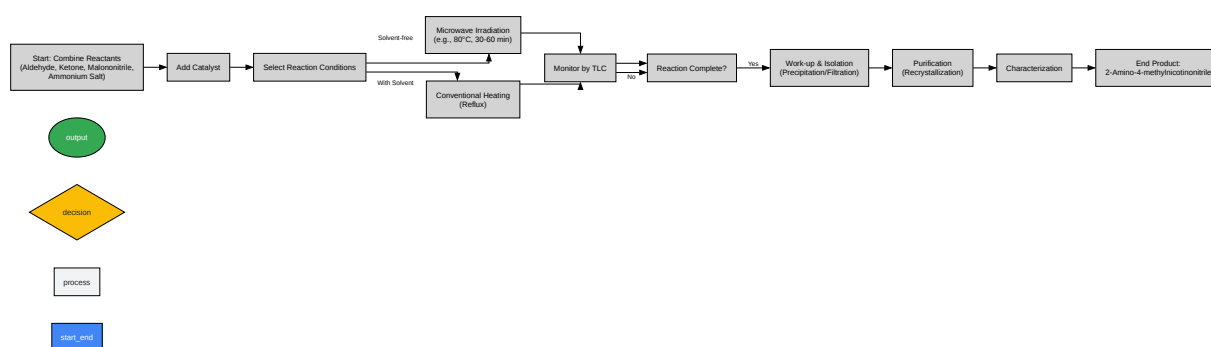 Start: Combine Reactants
(Aldehyde, Ketone, Malononitrile,
Ammonium Salt)
Add Catalyst
Select Reaction Conditions
Solvent-free
With Solvent
Microwave Irradiation
(e.g., 80°C, 30-60 min)
Conventional Heating
(Reflux)
Monitor by TLC
No
Reaction Complete?
Yes
Work-up & Isolation
(Precipitation/Filtration)
Purification
(Recrystallization)
Characterization
End Product:
2-Amino-4-methylnicotinonitrile
output
decision
process
start_end